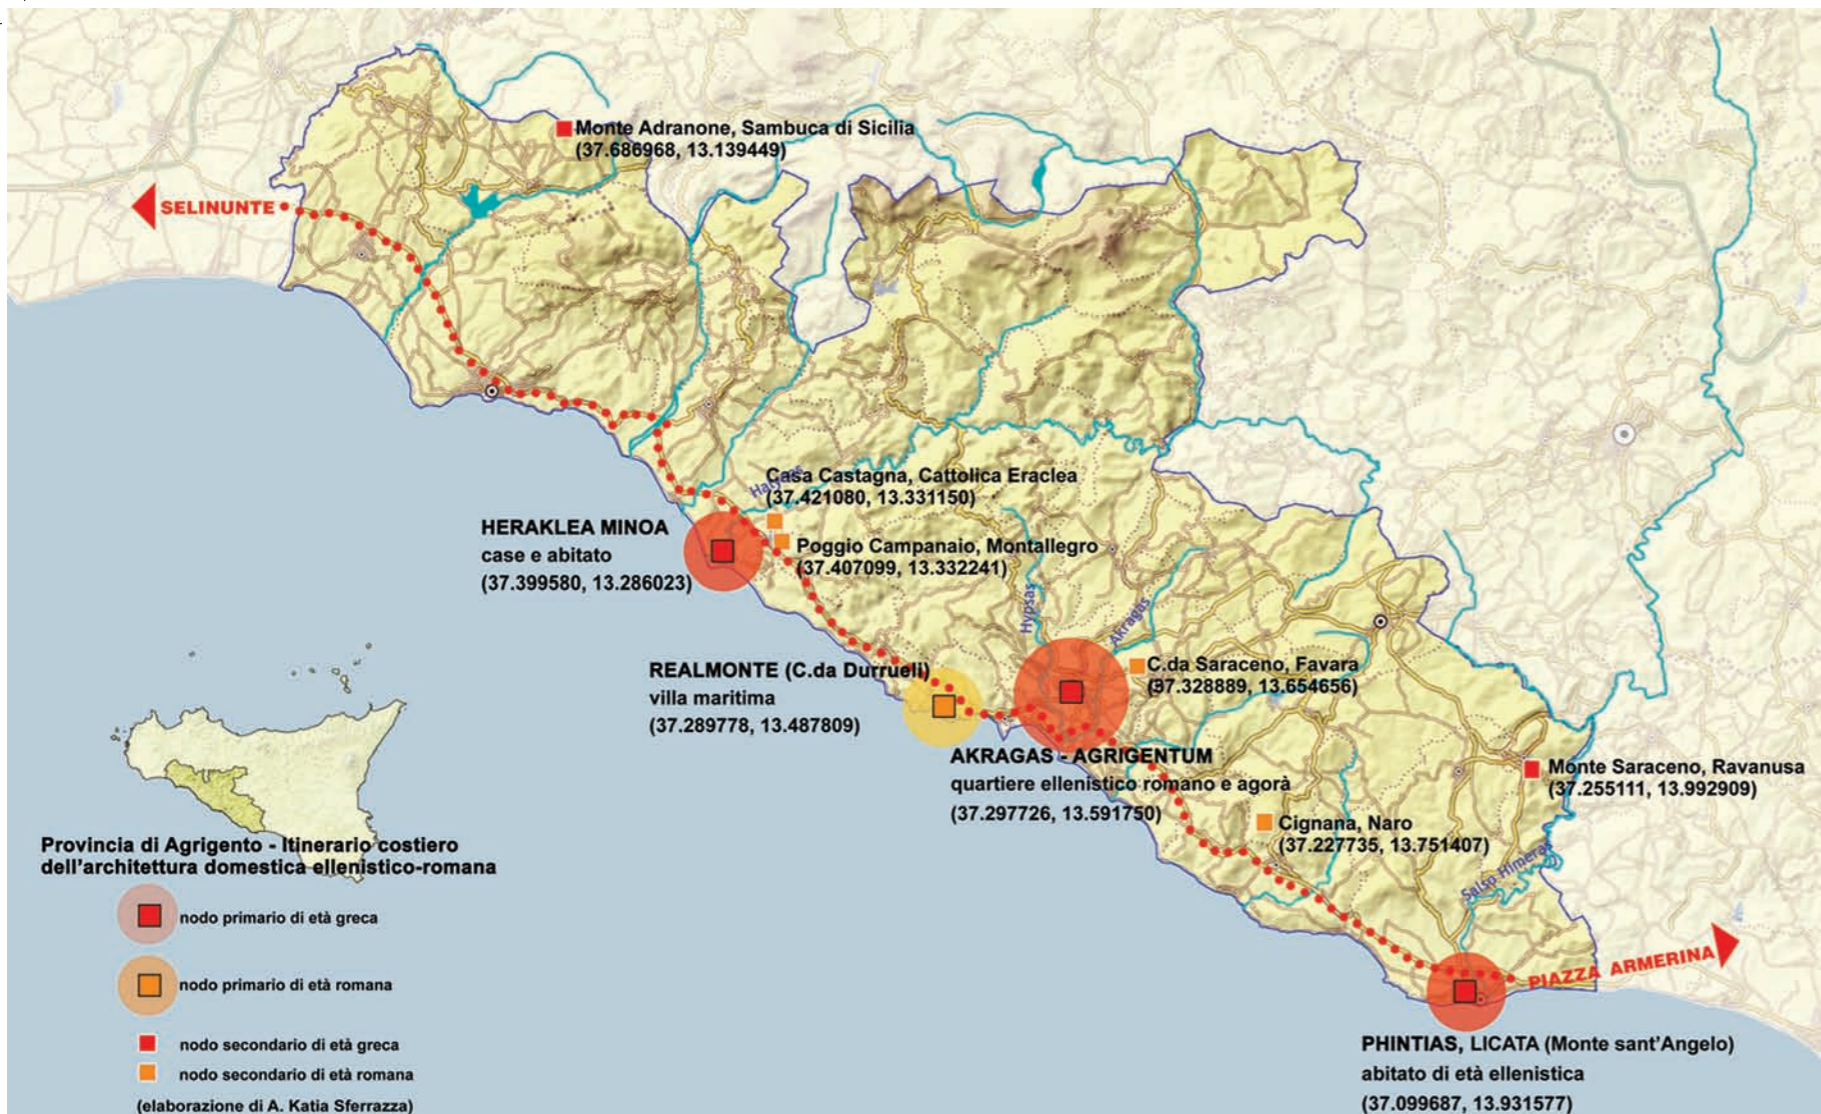 Monte Adranone, Sambuca di Sicilia
(37.686968, 13.139449)
SELINUNTE
Casa Castagna, Cattolica Eraclea
(37.421080, 13.331150)
Halykos
HERAKLEA MINOA
case e abitato
(37.399580, 13.286023)
Poggio Campanaio, Montallegro
(37.407099, 13.332241)
Hypsas
Akragas
REALMONTE (C.da Durrueli)
villa maritima
(37.289778, 13.487809)
C.da Saraceno, Favara
(37.328889, 13.654656)
AKRAGAS - AGRIGENTUM
quartiere ellenistico romano e agorà
(37.297726, 13.591750)
Monte Saraceno, Ravanusa
(37.255111, 13.992909)
Cignana, Naro
(37.227735, 13.751407)
Salso Himeras
PIAZZA ARMERINA
PHINTIAS, LICATA (Monte sant'Angelo)
abitato di età ellenistica
(37.099687, 13.931577)
Provincia di Agrigento - Itinerario costiero
dell'architettura domestica ellenistico-romana
nodo primario di età greca
nodo primario di età romana
nodo secondario di età greca
nodo secondario di età romana
(elaborazione di A. Katia Sferrazza)